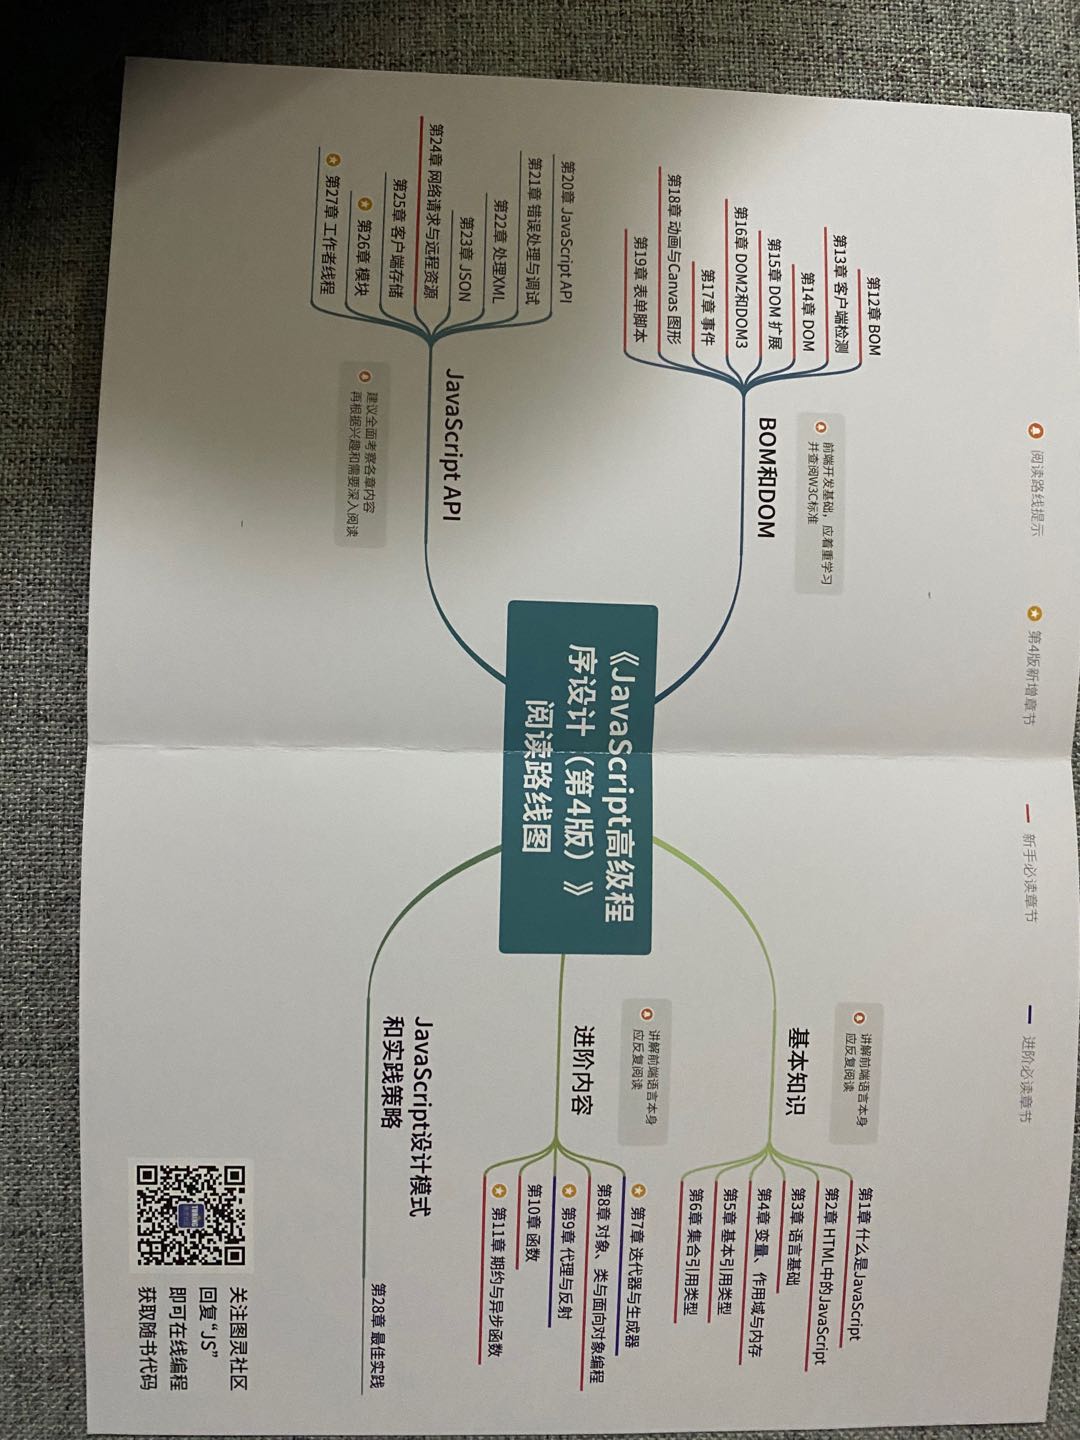 阅读路线提示
第4版新增章节
新手必读章节
进阶必读章节
《JavaScript高级程
序设计（第4版）》
阅读路线图
BOM和DOM
前端开发基础，应着重学习
并查阅W3C标准
第12章 BOM
第13章 客户端检测
第14章 DOM
第15章 DOM 扩展
第16章 DOM2和DOM3
第17章 事件
第18章 动画与Canvas 图形
第19章 表单脚本
JavaScript API
建议全面考察各章内容
再根据兴趣和需要深入阅读
第20章 JavaScript API
第21章 错误处理与调试
第22章 处理XML
第23章 JSON
第24章 网络请求与远程资源
第25章 客户端存储
第26章 模块
第27章 工作者线程
基本知识
讲解前端语言本身
应反复阅读
第1章 什么是JavaScript
第2章 HTML中的JavaScript
第3章 语言基础
第4章 变量、作用域与内存
第5章 基本引用类型
第6章 集合引用类型
进阶内容
讲解前端语言本身
应反复阅读
第7章 迭代器与生成器
第8章 对象、类与面向对象编程
第9章 代理与反射
第10章 函数
第11章 期约与异步函数
JavaScript设计模式
和实践策略
第28章 最佳实践
关注图灵社区
回复“JS”
即可在线编程
获取随书代码